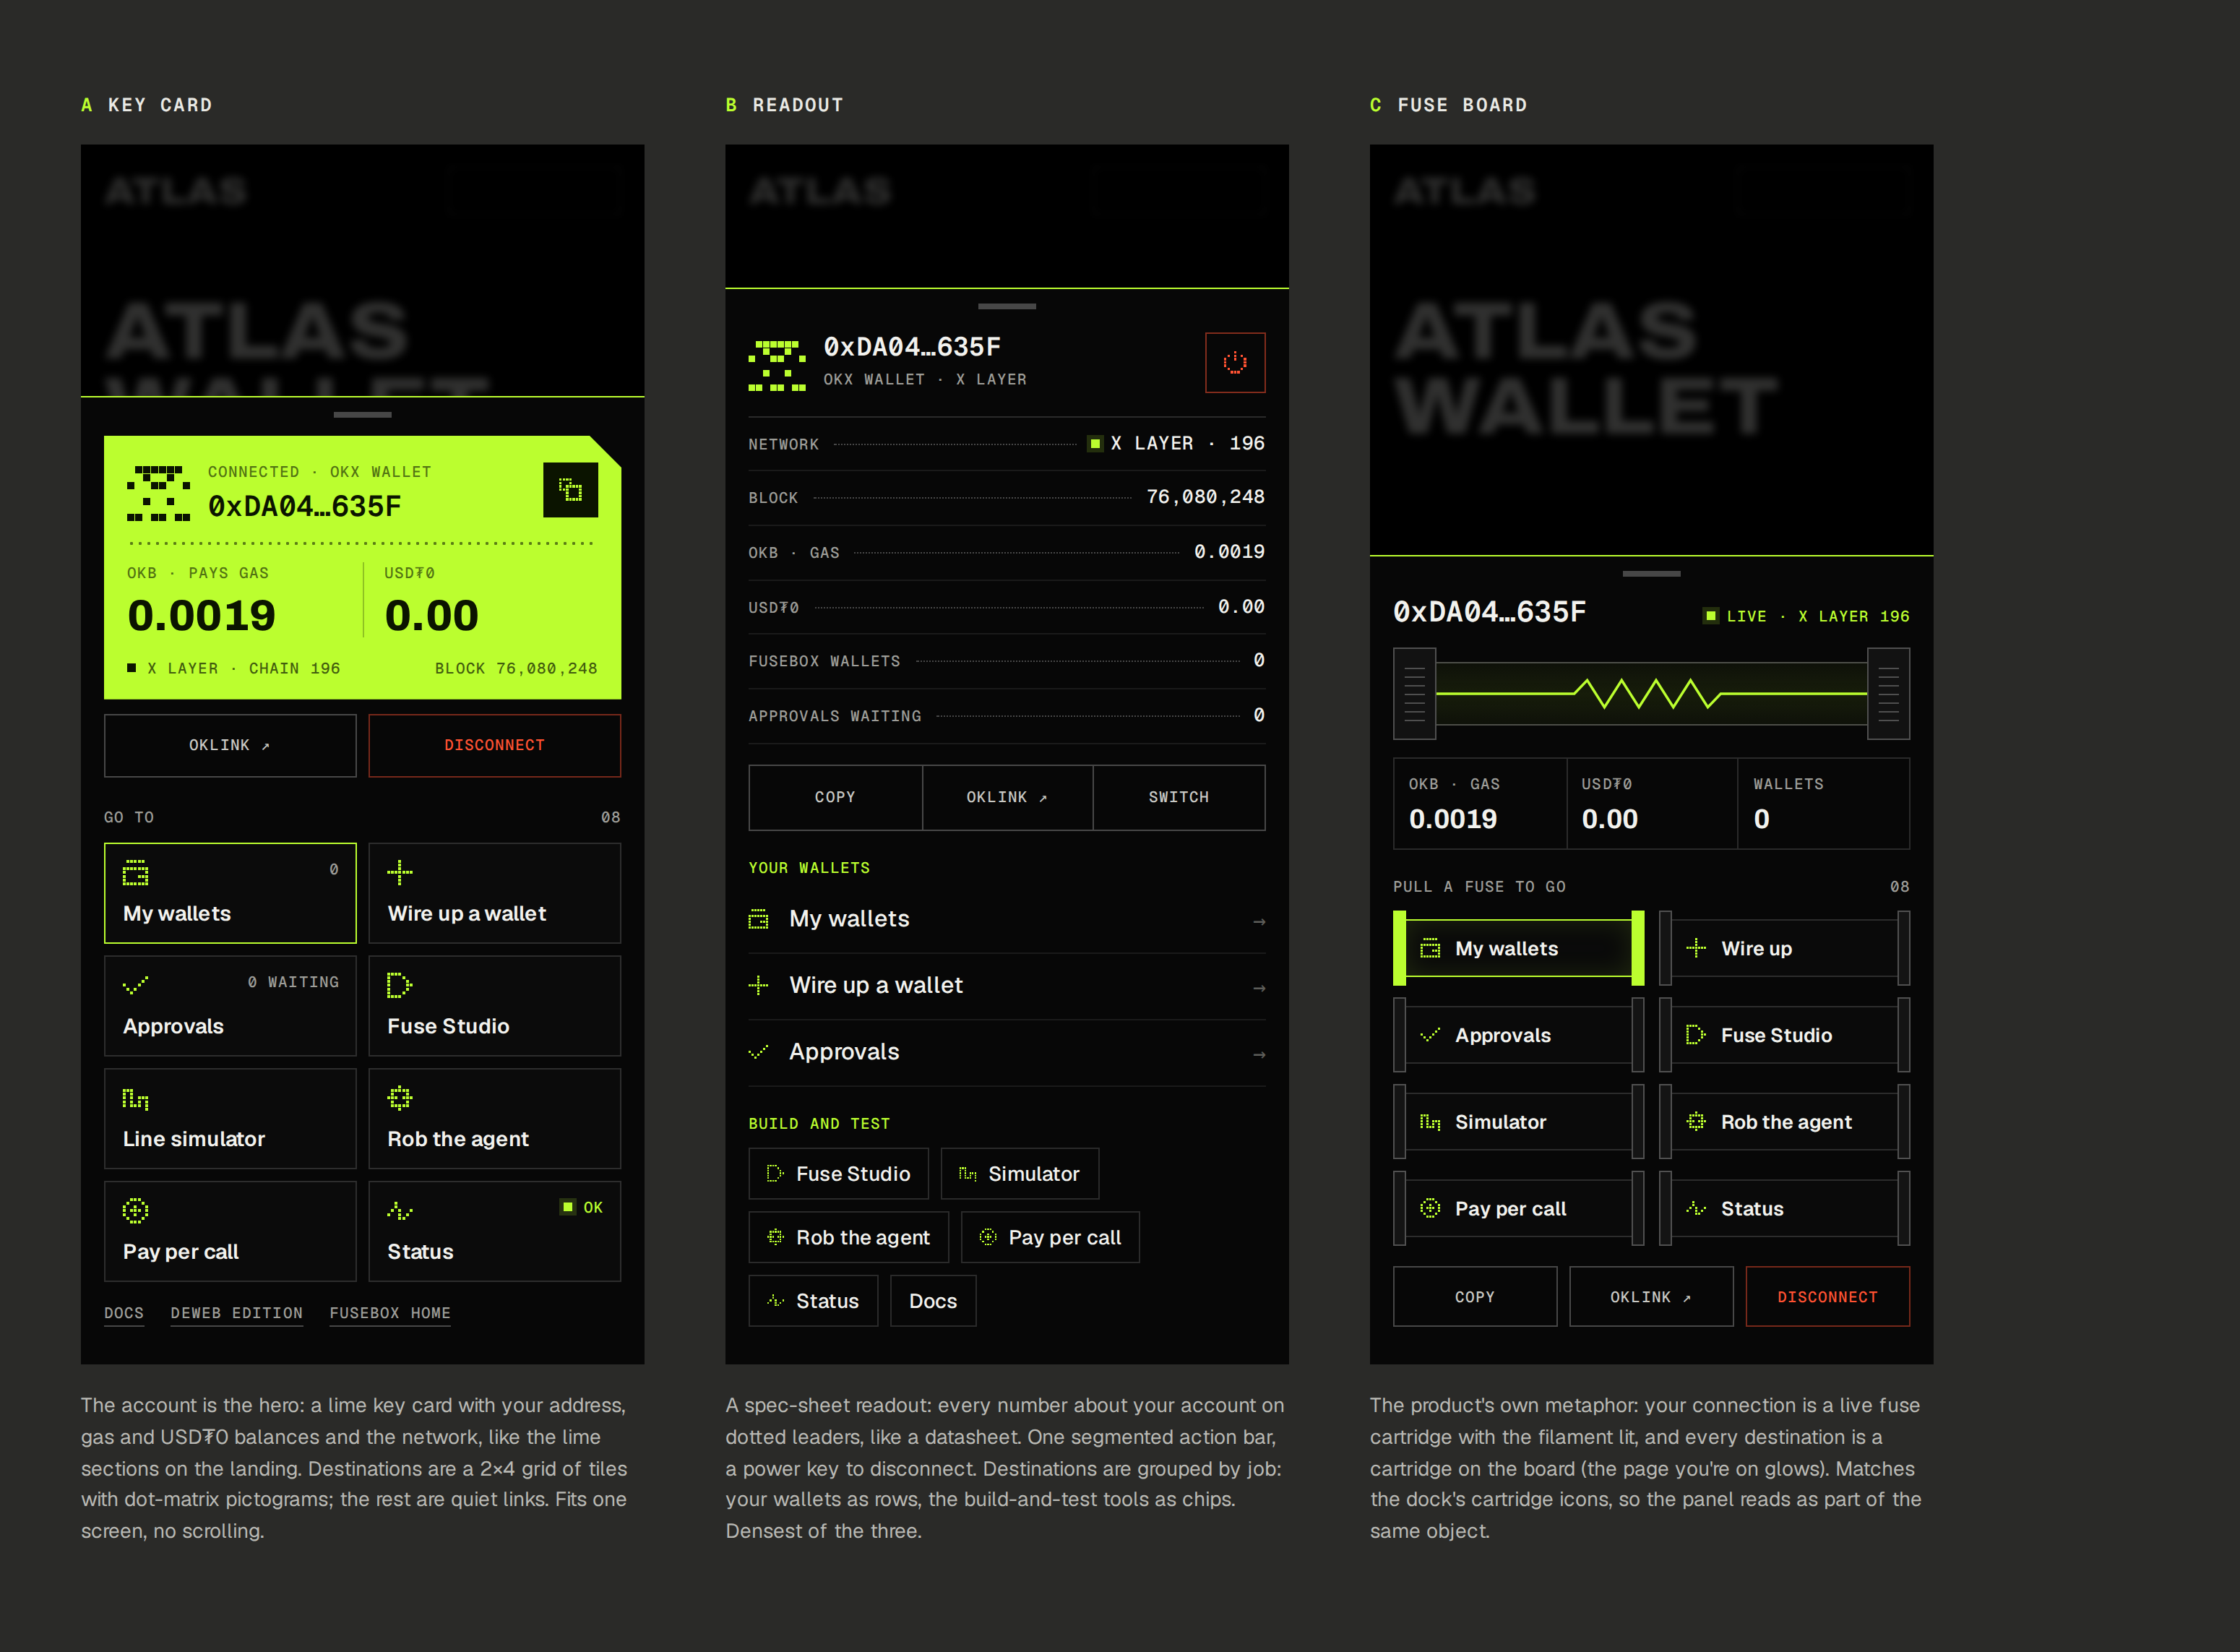 A KEY CARD
ATLAS
ATLAS
WALLET
CONNECTED · OKX WALLET
0xDA04…635F
OKB · PAYS GAS
USD₮0
0.0019
0.00
X LAYER · CHAIN 196
BLOCK 76,080,248
OKLINK ↗
DISCONNECT
GO TO
08
0
My wallets
Wire up a wallet
0 WAITING
Approvals
Fuse Studio
Line simulator
Rob the agent
OK
Pay per call
Status
DOCS
DEWEB EDITION
FUSEBOX HOME
The account is the hero: a lime key card with your address,
gas and USD₮0 balances and the network, like the lime
sections on the landing. Destinations are a 2×4 grid of tiles
with dot-matrix pictograms; the rest are quiet links. Fits one
screen, no scrolling.
B READOUT
ATLAS
0xDA04…635F
OKX WALLET · X LAYER
NETWORK
X LAYER · 196
BLOCK
76,080,248
OKB · GAS
0.0019
USD₮0
0.00
FUSEBOX WALLETS
0
APPROVALS WAITING
0
COPY
OKLINK ↗
SWITCH
YOUR WALLETS
My wallets →
Wire up a wallet →
Approvals →
BUILD AND TEST
Fuse Studio
Simulator
Rob the agent
Pay per call
Status
Docs
A spec-sheet readout: every number about your account on
dotted leaders, like a datasheet. One segmented action bar,
a power key to disconnect. Destinations are grouped by job:
your wallets as rows, the build-and-test tools as chips.
Densest of the three.
C FUSE BOARD
ATLAS
ATLAS
WALLET
0xDA04…635F
LIVE · X LAYER 196
OKB · GAS
USD₮0
WALLETS
0.0019
0.00
0
PULL A FUSE TO GO
08
My wallets
Wire up
Approvals
Fuse Studio
Simulator
Rob the agent
Pay per call
Status
COPY
OKLINK ↗
DISCONNECT
The product's own metaphor: your connection is a live fuse
cartridge with the filament lit, and every destination is a
cartridge on the board (the page you're on glows). Matches
the dock's cartridge icons, so the panel reads as part of the
same object.